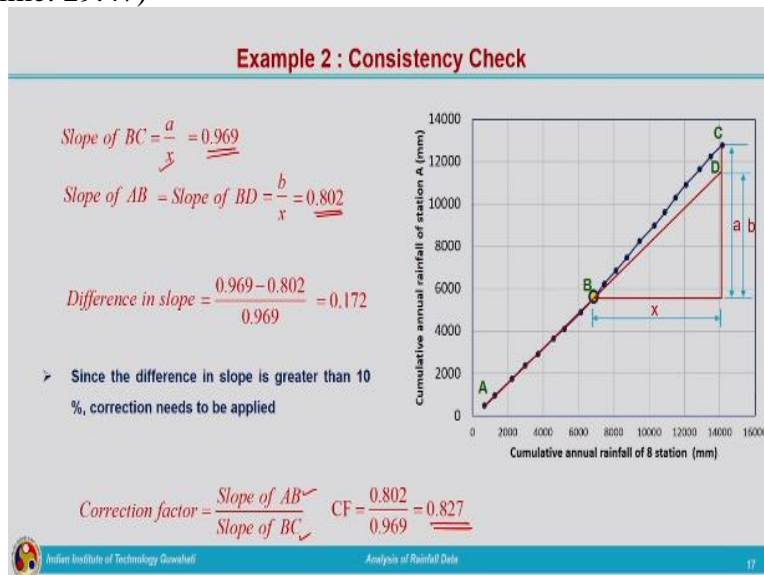 Example 2 : Consistency Check
Slope of BC = a/x = 0.969
Slope of AB = Slope of BD = b/x = 0.802
Difference in slope = (0.969 − 0.802)/0.969 = 0.172
➢ Since the difference in slope is greater than 10
%, correction needs to be applied
Correction factor = Slope of AB/Slope of BC CF = 0.802/0.969 = 0.827
Cumulative annual rainfall of station A (mm)
14000
14000
12000
10000
8000
6000
4000
2000
0
A
B
C
D
a b
x
0 2000 4000 6000 8000 10000 12000 14000 16000
Cumulative annual rainfall of 8 station (mm)
Indian Institute of Technology Guwahati Analysis of Rainfall Data 17